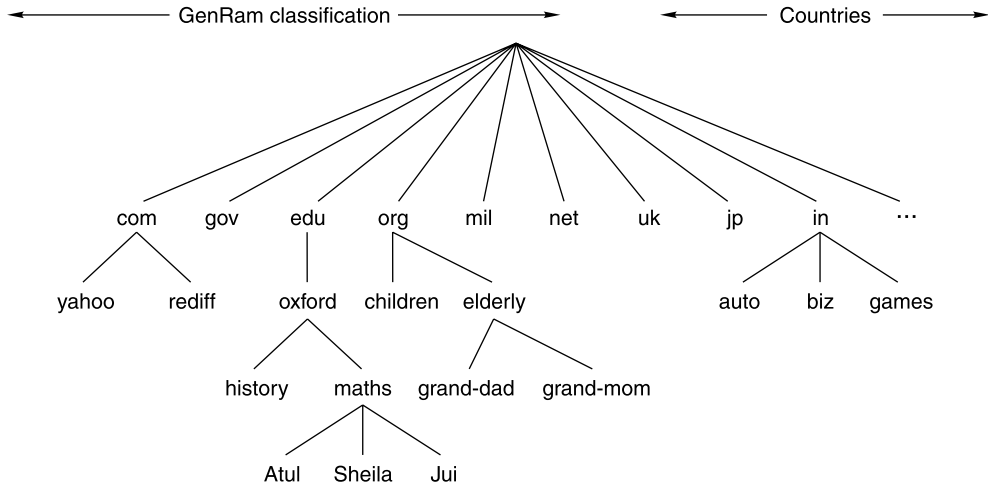 GenRam classification Countries
com gov edu org mil net uk jp in ...
yahoo rediff oxford children elderly auto biz games
history maths grand-dad grand-mom
Atul Sheila Jui